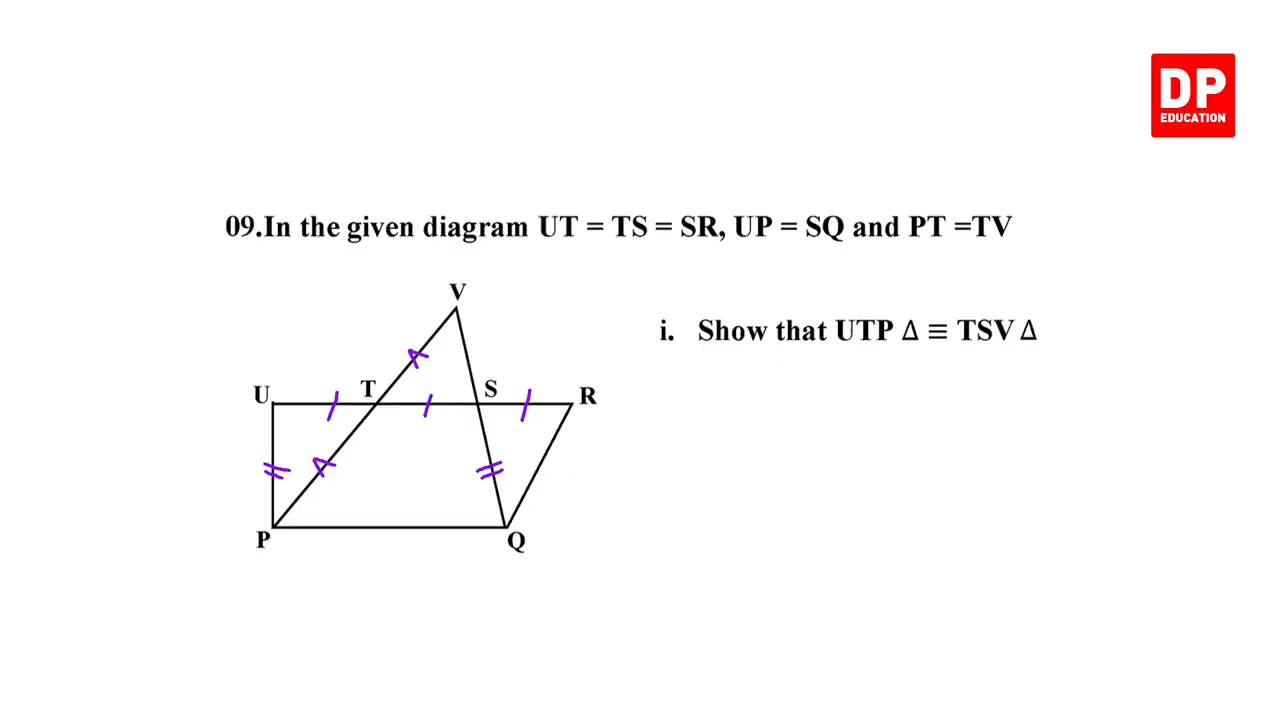 DP
EDUCATION
09.In the given diagram UT = TS = SR, UP = SQ and PT =TV
i. Show that UTP Δ ≡ TSV Δ
V
U T S R
P Q